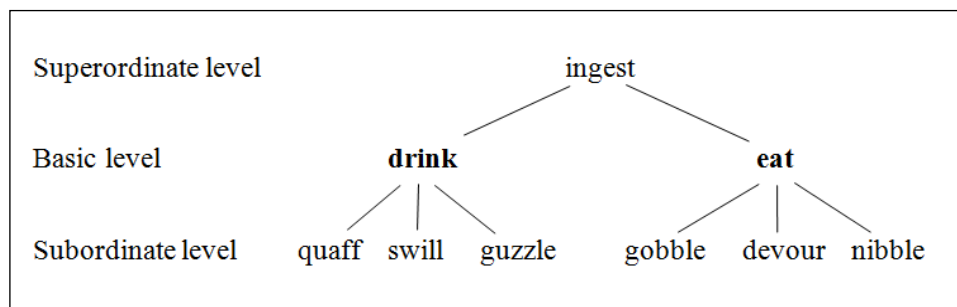 Superordinate level ingest
Basic level drink eat
Subordinate level quaff swill guzzle gobble devour nibble